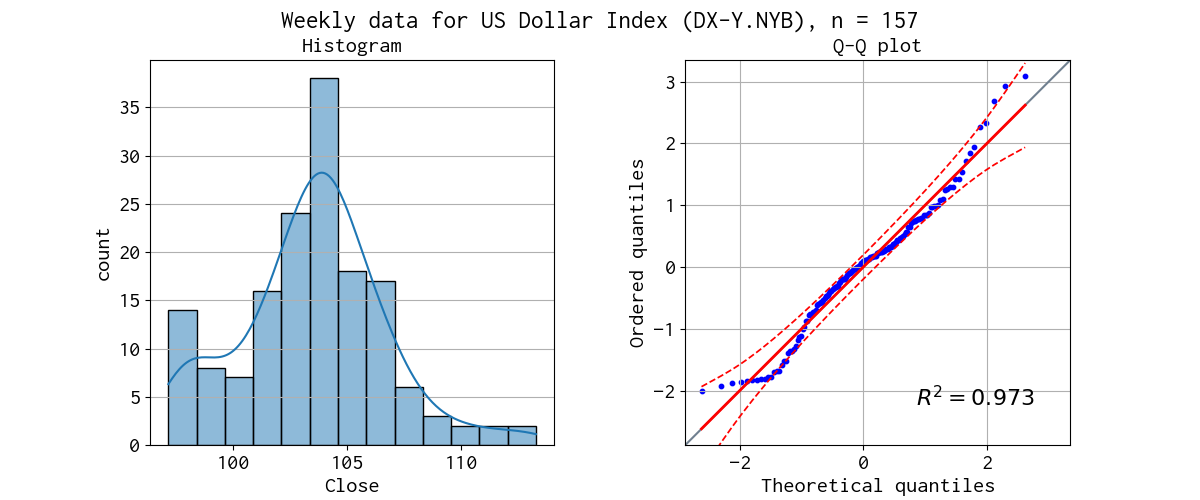 Weekly data for US Dollar Index (DX-Y.NYB), n = 157
Histogram
count
35
30
25
20
15
10
5
0
100 105 110
Close
Q-Q plot
Ordered quantiles
3
2
1
0
−1
−2
R² = 0.973
−2 0 2
Theoretical quantiles